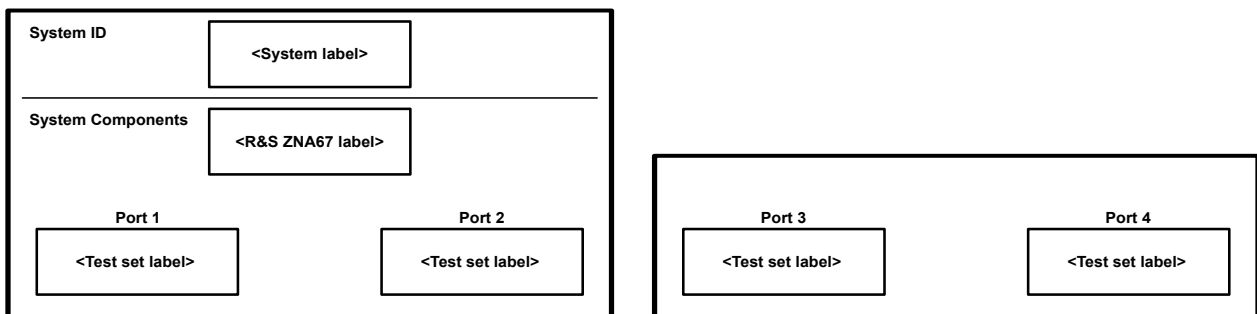 System ID
<System label>
System Components
<R&S ZNA67 label>
Port 1
Port 2
<Test set label>
<Test set label>
Port 3
Port 4
<Test set label>
<Test set label>